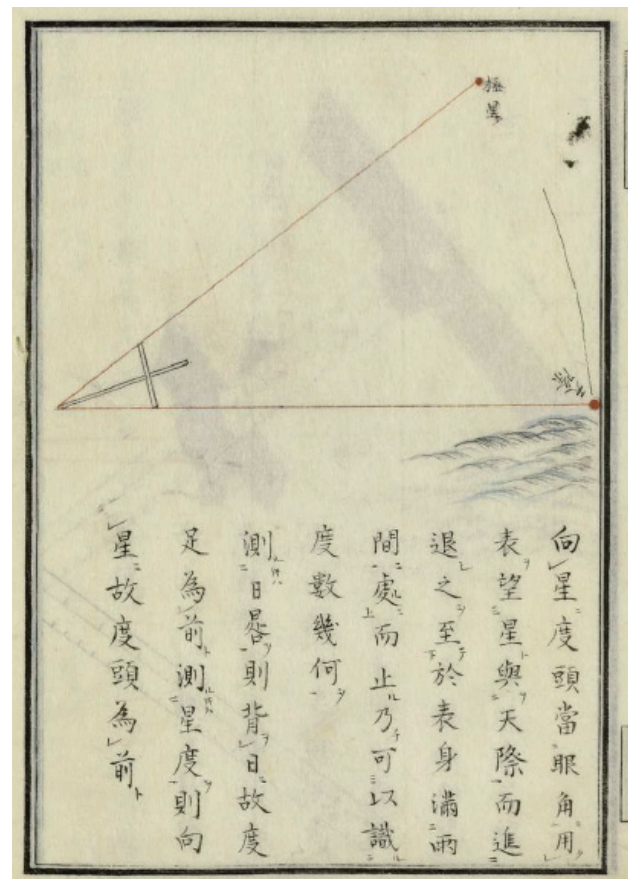 極星
向星度頭當眼角用
表望星與天際而進
退之至於表身滿兩
間處而止乃可以識
度數幾何
測日晷則背日故度
足為前測星度則向
星故度頭為前